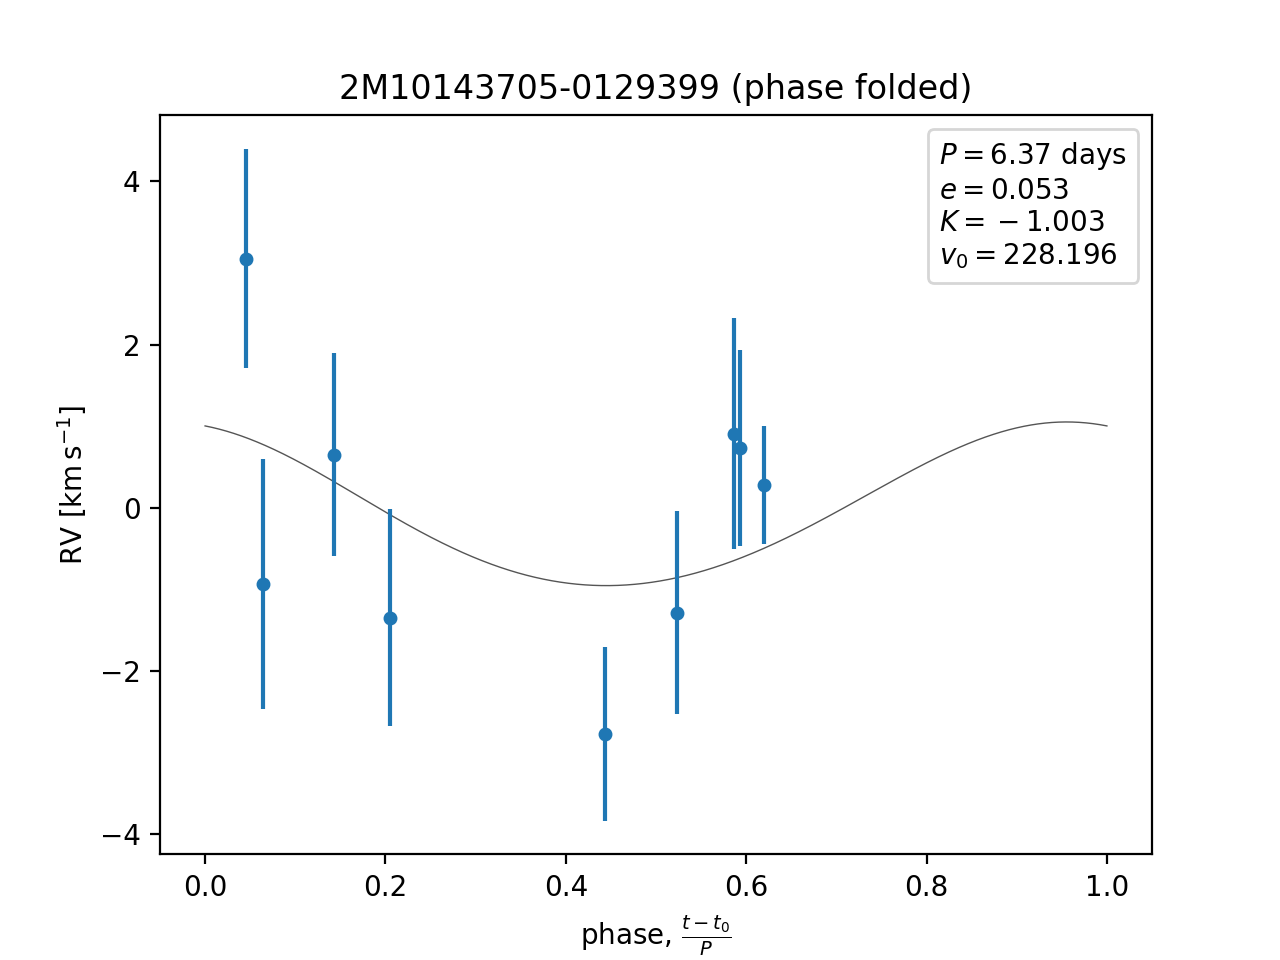 2M10143705-0129399 (phase folded)
P = 6.37 days
e = 0.053
K = −1.003
v₀ = 228.196
RV [km s⁻¹]
4
2
0
−2
−4
0.0 0.2 0.4 0.6 0.8 1.0
phase, (t − t₀)/P